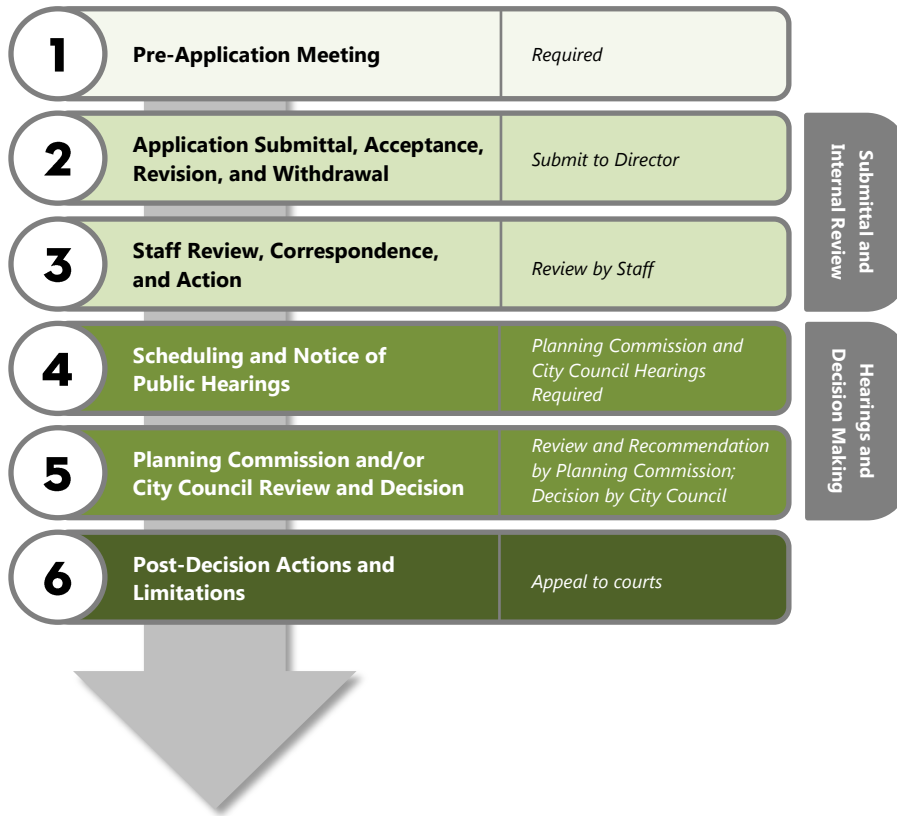 1
Pre-Application Meeting
Required
2
Application Submittal, Acceptance,
Revision, and Withdrawal
Submit to Director
3
Staff Review, Correspondence,
and Action
Review by Staff
Submittal and
Internal Review
4
Scheduling and Notice of
Public Hearings
Planning Commission and
City Council Hearings
Required
5
Planning Commission and/or
City Council Review and Decision
Review and Recommendation
by Planning Commission;
Decision by City Council
Hearings and
Decision Making
6
Post-Decision Actions and
Limitations
Appeal to courts